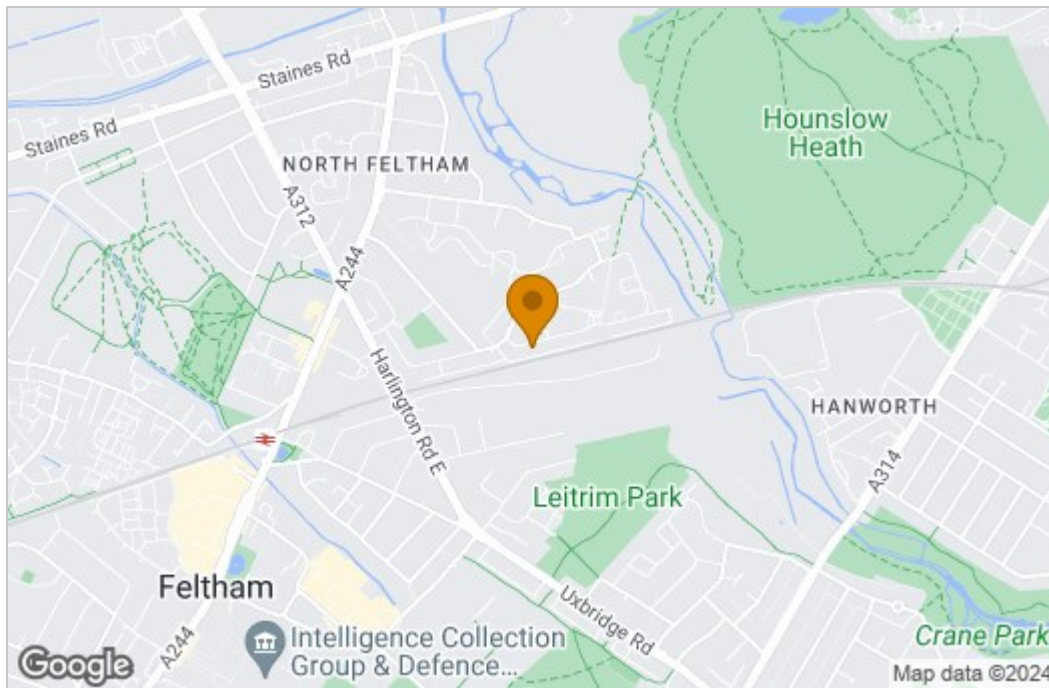 Staines Rd
Staines Rd
Hounslow
Heath
NORTH FELTHAM
A312
A244
Harlington Rd E
HANWORTH
A314
Leitrim Park
Feltham
Uxbridge Rd
A244
Intelligence Collection
Group & Defence...
Crane Park
Google
Map data ©2024